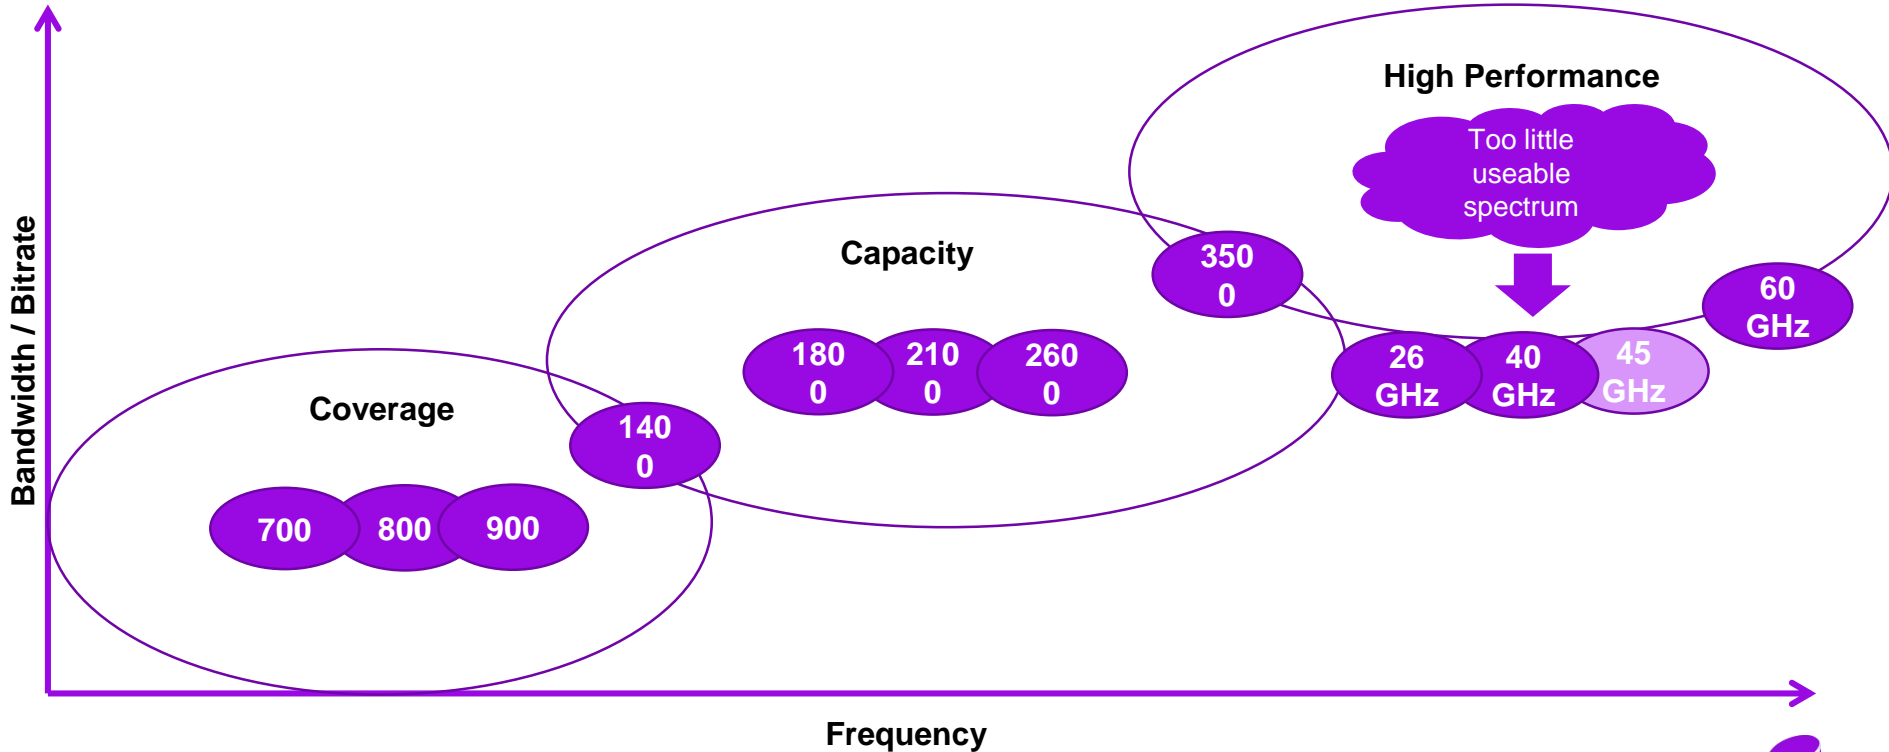 High Performance
Too little
useable
spectrum
Capacity
350
0
60
GHz
180
0
210
0
260
0
26
GHz
40
GHz
45
GHz
Coverage
140
0
700
800
900
Bandwidth / Bitrate
Frequency